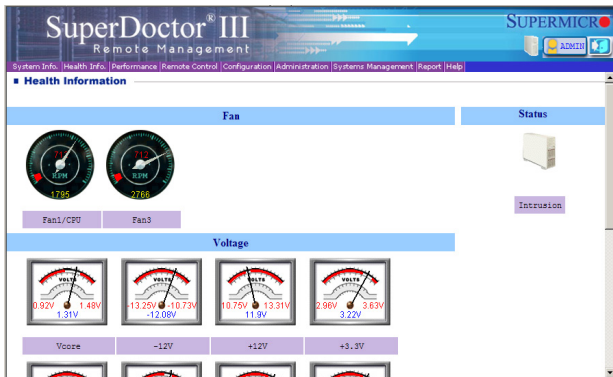 SuperDoctor® III
Remote Management
SUPERMICRO
ADMIN
System Info. |Health Info. |Performance |Remote Control |Configuration |Administration |Systems Management |Report |Help|
Health Information
Fan
Status
712
RPM
1795
712
RPM
2766
Fan1/CPU
Fan3
Intrusion
Voltage
VOLTS
0.92V 1.48V
1.31V
VOLTS
-13.25V -10.73V
-12.08V
VOLTS
10.75V 13.31V
11.9V
VOLTS
2.96V 3.63V
3.22V
Vcore
-12V
+12V
+3.3V